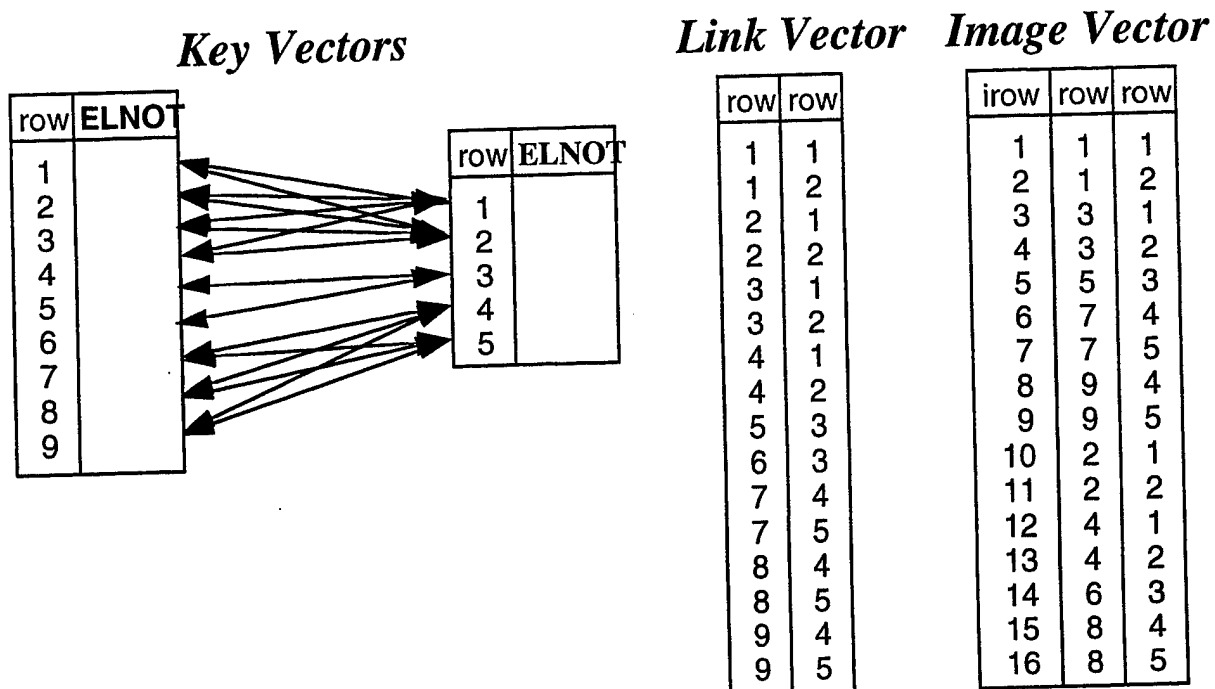 Key Vectors
row ELNOT
1
2
3
4
5
6
7
8
9
row ELNOT
1
2
3
4
5
Link Vector
row row
1 1
1 2
2 1
2 2
3 1
3 2
4 1
4 2
5 3
6 3
7 4
7 5
8 4
8 5
9 4
9 5
Image Vector
irow row row
1 1 1
2 1 2
3 3 1
4 3 2
5 5 3
6 7 4
7 7 5
8 9 4
9 9 5
10 2 1
11 2 2
12 4 1
13 4 2
14 6 3
15 8 4
16 8 5